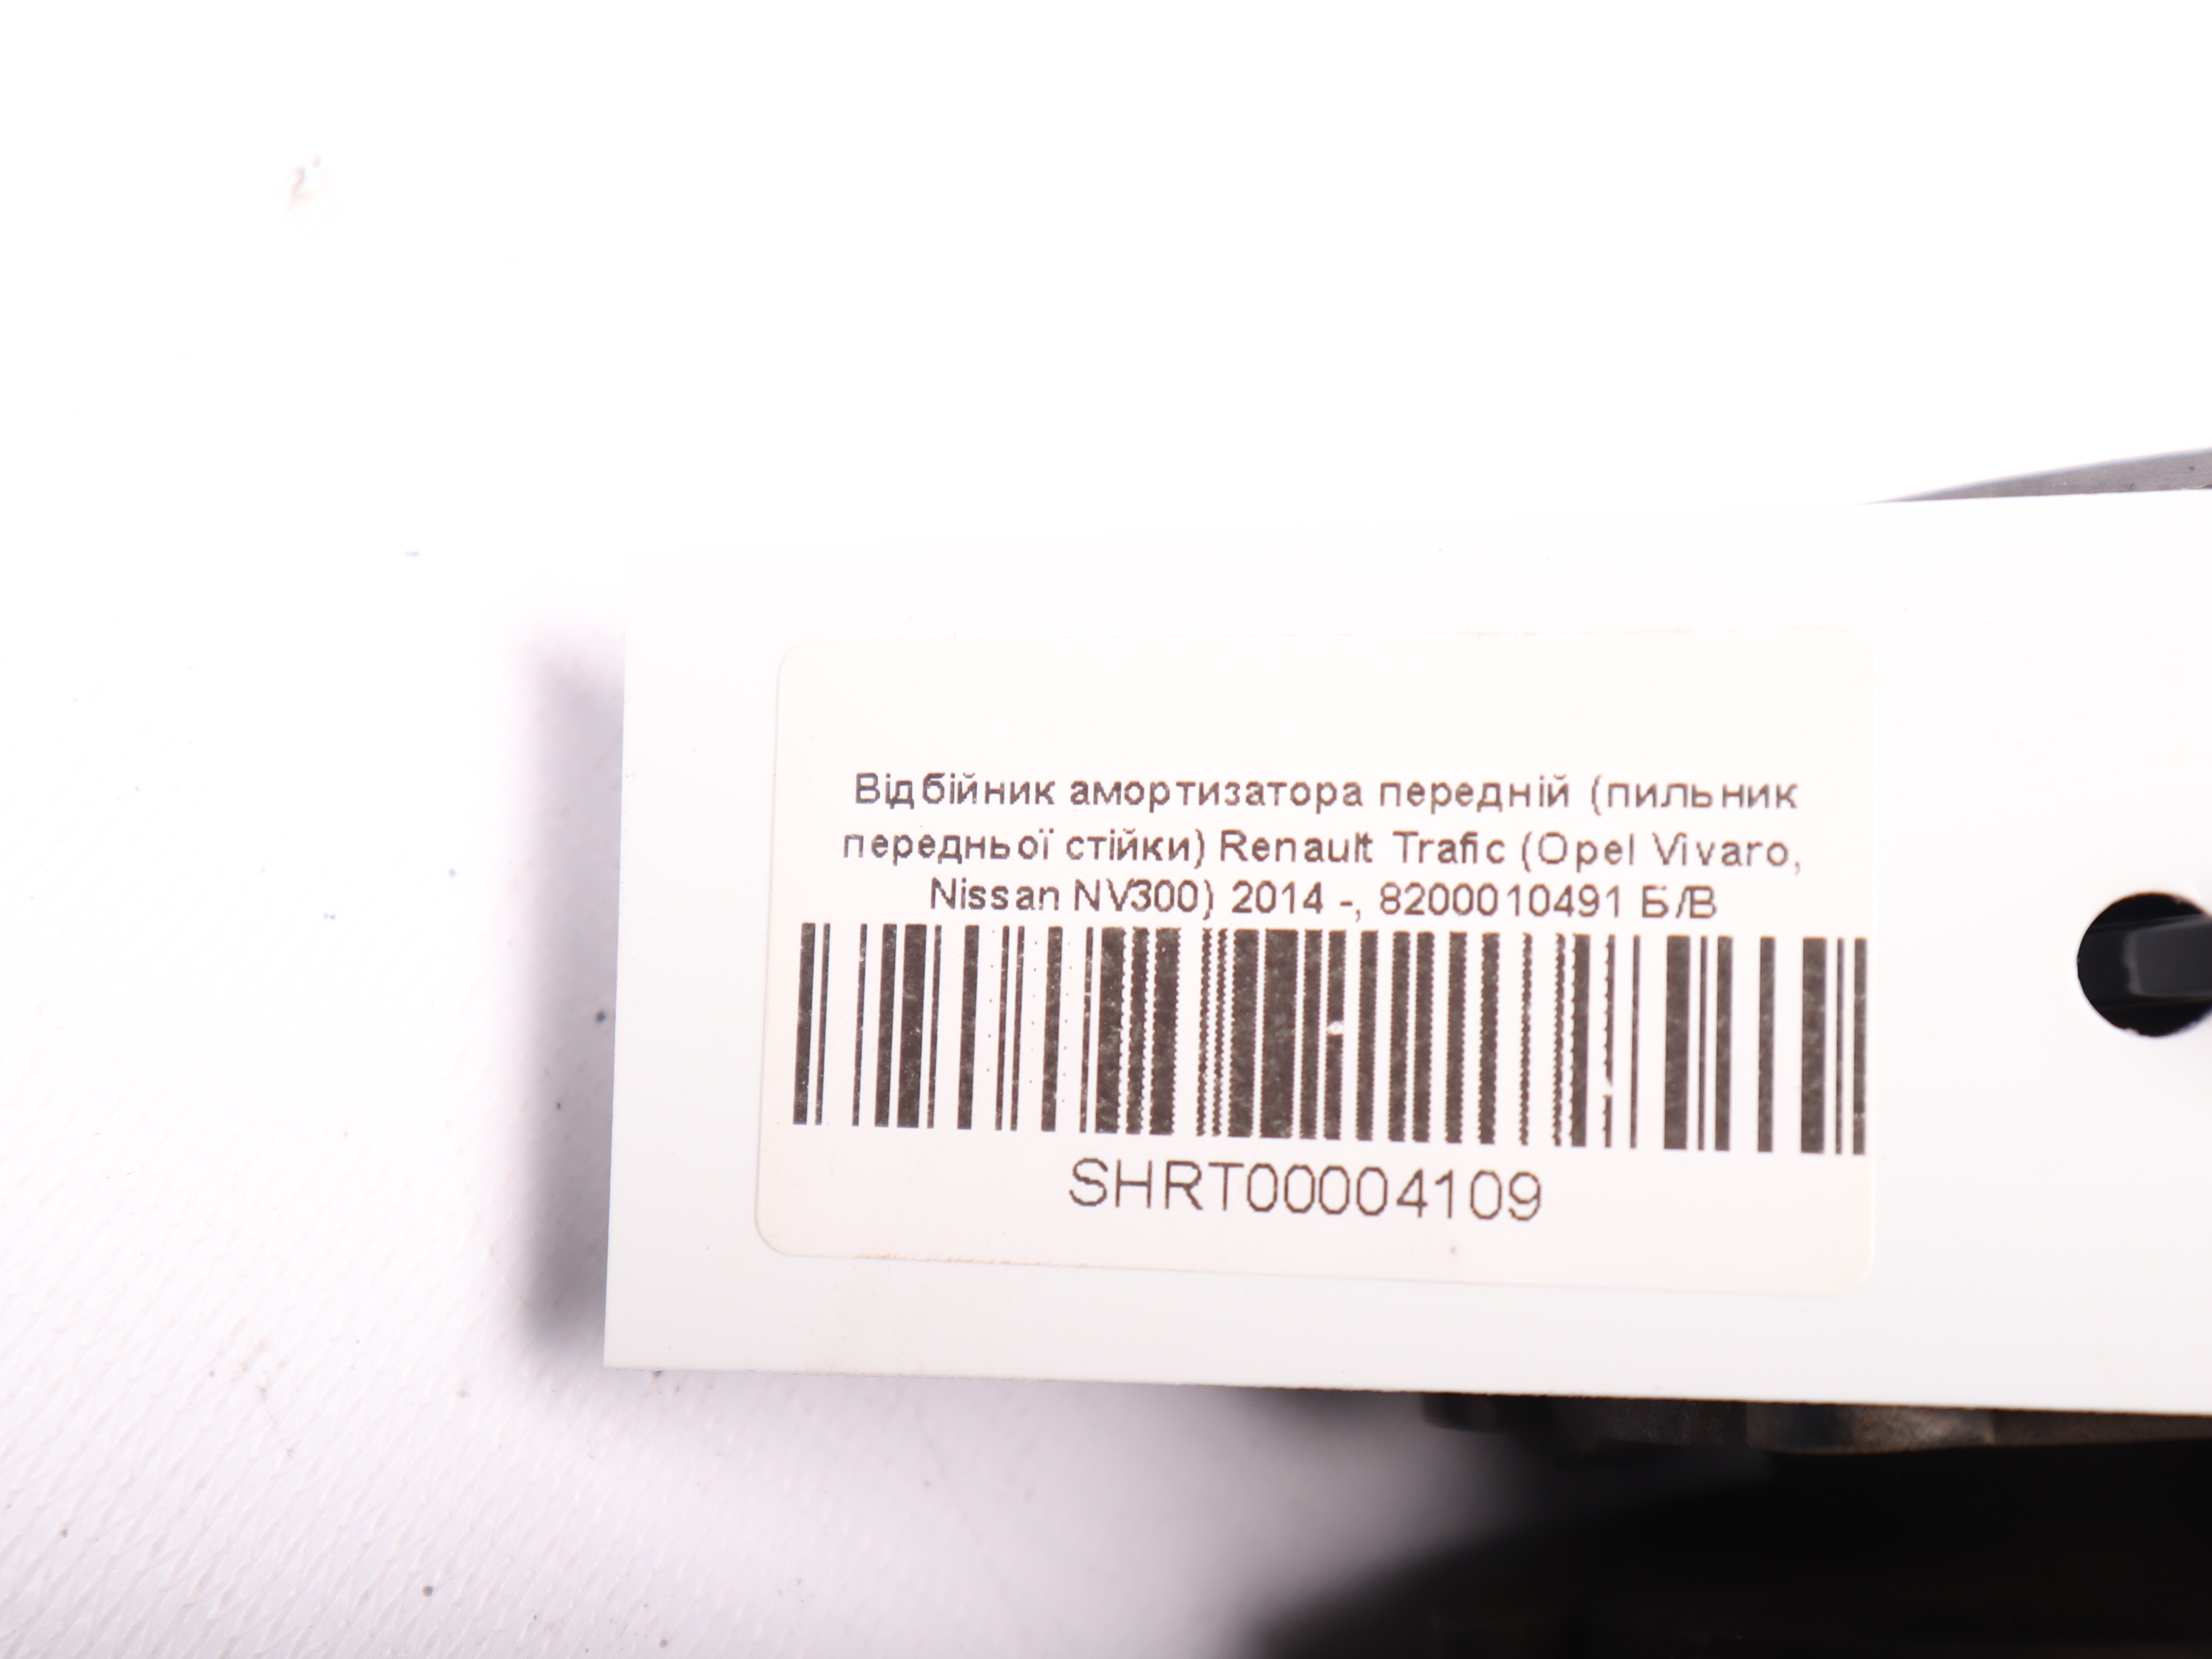 Відбійник амортизатора передній (пильник
передньої стійки) Renault Trafic (Opel Vivaro,
Nissan NV300) 2014 -, 8200010491 Б/В
SHRT00004109